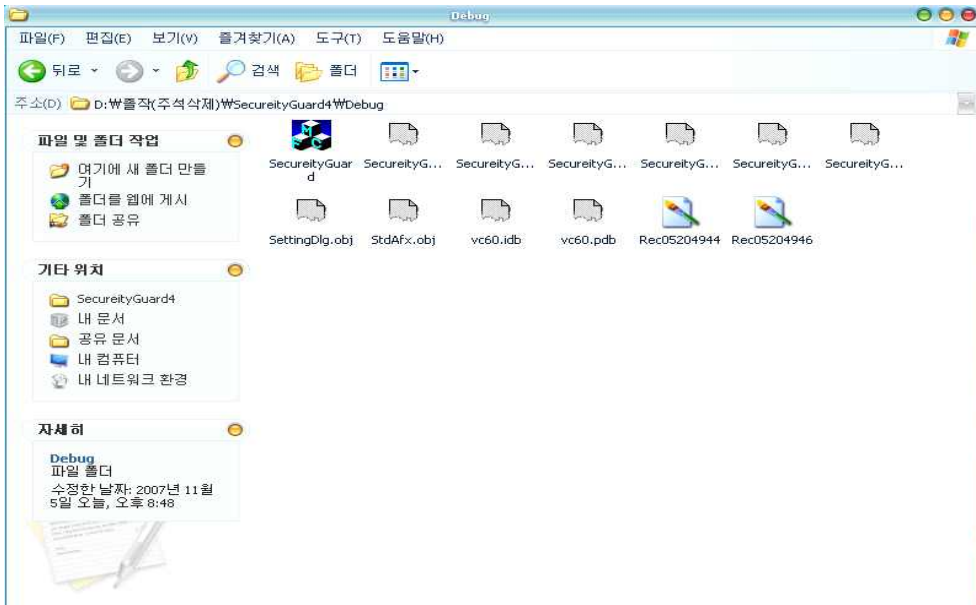 Debug
파일(F) 편집(E) 보기(V) 즐겨찾기(A) 도구(T) 도움말(H)
뒤로 검색 폴더
주소(D) D:₩졸작(주석삭제)₩SecureityGuard4₩Debug
파일 및 폴더 작업
여기에 새 폴더 만들
기
폴더를 웹에 게시
폴더 공유
기타 위치
SecureityGuard4
내 문서
공유 문서
내 컴퓨터
내 네트워크 환경
자세히
Debug
파일 폴더
수정한 날짜: 2007년 11월
5일 오늘, 오후 8:48
SecureityGuar
d
SecureityG...
SecureityG...
SecureityG...
SecureityG...
SecureityG...
SecureityG...
SettingDlg.obj
StdAfx.obj
vc60.idb
vc60.pdb
Rec05204944
Rec05204946